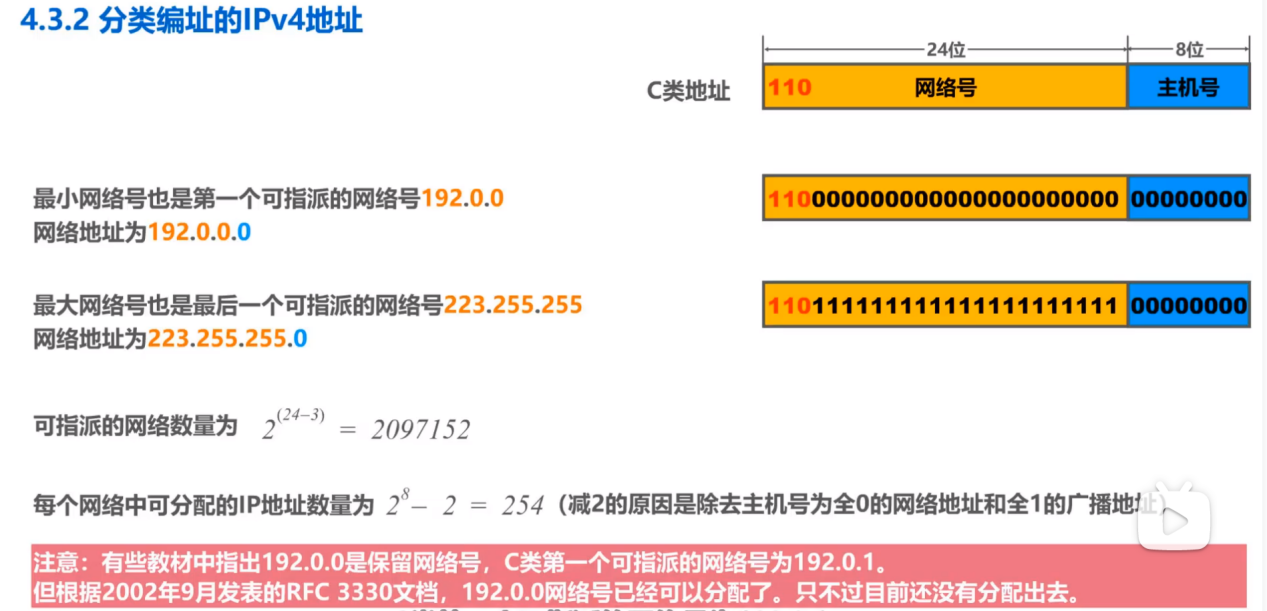 4.3.2 分类编址的IPv4地址
24位 8位
C类地址 110 网络号 主机号
最小网络号也是第一个可指派的网络号192.0.0
网络地址为192.0.0.0
110000000000000000000000 00000000
最大网络号也是最后一个可指派的网络号223.255.255
网络地址为223.255.255.0
110111111111111111111111 00000000
可指派的网络数量为 2^(24-3) = 2097152
每个网络中可分配的IP地址数量为 2^8 - 2 = 254（减2的原因是除去主机号为全0的网络地址和全1的广播地址）
注意：有些教材中指出192.0.0是保留网络号，C类第一个可指派的网络号为192.0.1。
但根据2002年9月发表的RFC 3330文档，192.0.0网络号已经可以分配了。只不过目前还没有分配出去。